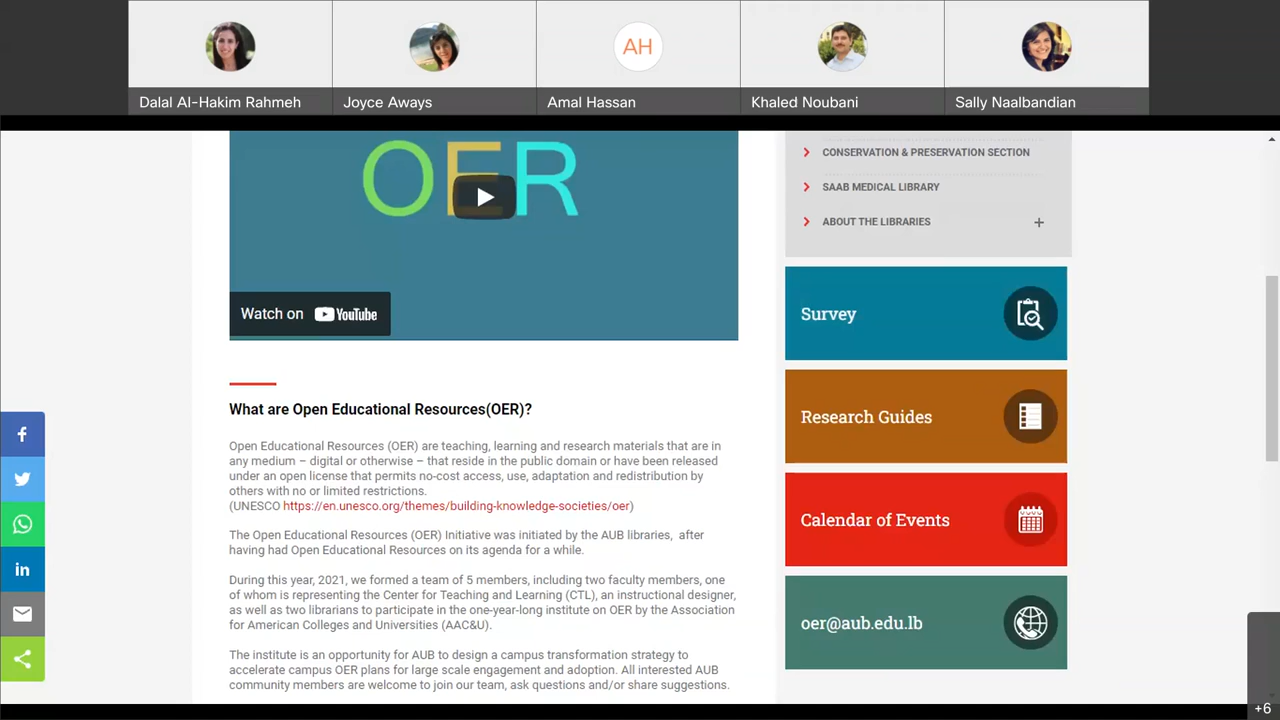 Dalal Al-Hakim Rahmeh
Joyce Aways
AH
Amal Hassan
Khaled Noubani
Sally Naalbandian
OER
Watch on YouTube
What are Open Educational Resources(OER)?
Open Educational Resources (OER) are teaching, learning and research materials that are in
any medium – digital or otherwise – that reside in the public domain or have been released
under an open license that permits no-cost access, use, adaptation and redistribution by
others with no or limited restrictions.
(UNESCO https://en.unesco.org/themes/building-knowledge-societies/oer)
The Open Educational Resources (OER) Initiative was initiated by the AUB libraries, after
having had Open Educational Resources on its agenda for a while.
During this year, 2021, we formed a team of 5 members, including two faculty members, one
of whom is representing the Center for Teaching and Learning (CTL), an instructional designer,
as well as two librarians to participate in the one-year-long institute on OER by the Association
for American Colleges and Universities (AAC&U).
The institute is an opportunity for AUB to design a campus transformation strategy to
accelerate campus OER plans for large scale engagement and adoption. All interested AUB
community members are welcome to join our team, ask questions and/or share suggestions.
CONSERVATION & PRESERVATION SECTION
SAAB MEDICAL LIBRARY
ABOUT THE LIBRARIES +
Survey
Research Guides
Calendar of Events
oer@aub.edu.lb
+6